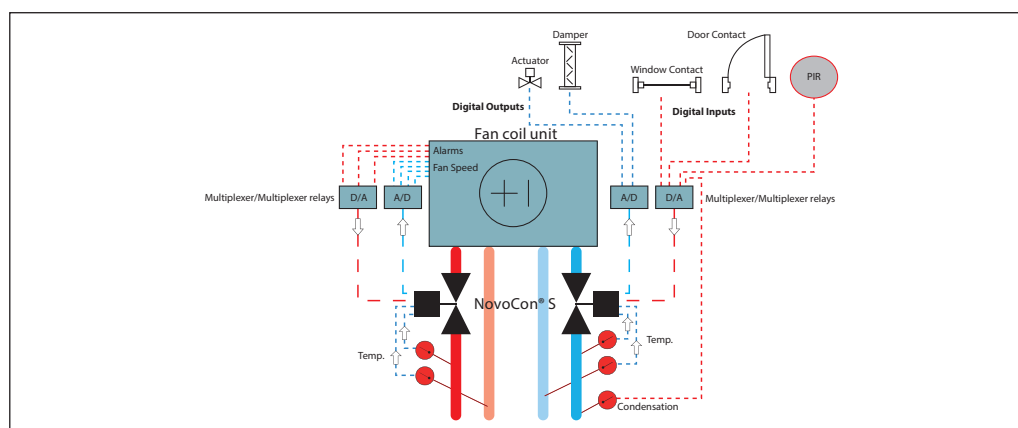 Damper
Door Contact
Actuator
Window Contact
PIR
Digital Outputs
Digital Inputs
Fan coil unit
Alarms
Fan Speed
Multiplexer/Multiplexer relays
D/A
A/D
A/D
D/A
Multiplexer/Multiplexer relays
NovoCon® S
Temp.
Temp.
Condensation